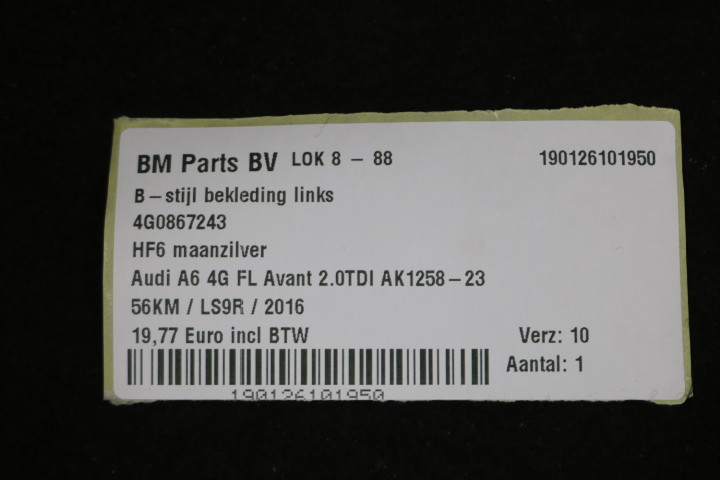 BM Parts BV LOK 8 – 88 190126101950
B–stijl bekleding links
4G0867243
HF6 maanzilver
Audi A6 4G FL Avant 2.0TDI AK1258–23
56KM / LS9R / 2016
19,77 Euro incl BTW Verz: 10
Aantal: 1
190126101950